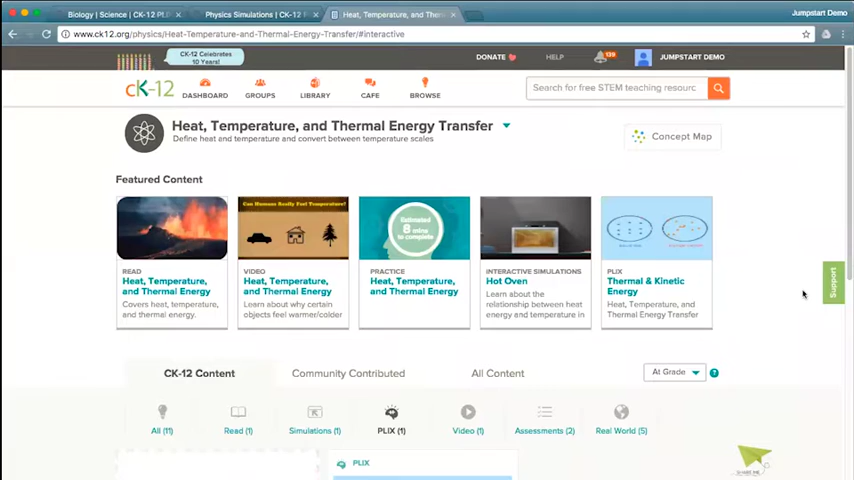 Biology | Science | CK-12 PL
Physics Simulations | CK-12 F
Heat, Temperature, and Therm
Jumpstart Demo
www.ck12.org/physics/Heat-Temperature-and-Thermal-Energy-Transfer/#interactive
CK-12 Celebrates
10 Years!
DONATE
HELP
139
JUMPSTART DEMO
cK-12
DASHBOARD
GROUPS
LIBRARY
CAFE
BROWSE
Search for free STEM teaching resourc
Heat, Temperature, and Thermal Energy Transfer
Define heat and temperature and convert between temperature scales
Concept Map
Featured Content
Can Humans Really Feel Temperature?
Estimated
8 mins
to complete
READ
Heat, Temperature,
and Thermal Energy
Covers heat, temperature,
and thermal energy.
VIDEO
Heat, Temperature,
and Thermal Energy
Learn about why certain
objects feel warmer/colder
PRACTICE
Heat, Temperature,
and Thermal Energy
INTERACTIVE SIMULATIONS
Hot Oven
Learn about the
relationship between heat
energy and temperature in
PLIX
Thermal & Kinetic
Energy
Heat, Temperature, and
Thermal Energy Transfer
Support
CK-12 Content
Community Contributed
All Content
At Grade
?
All (11)
Read (1)
Simulations (1)
PLIX (1)
Video (1)
Assessments (2)
Real World (5)
PLIX
SHARE ME